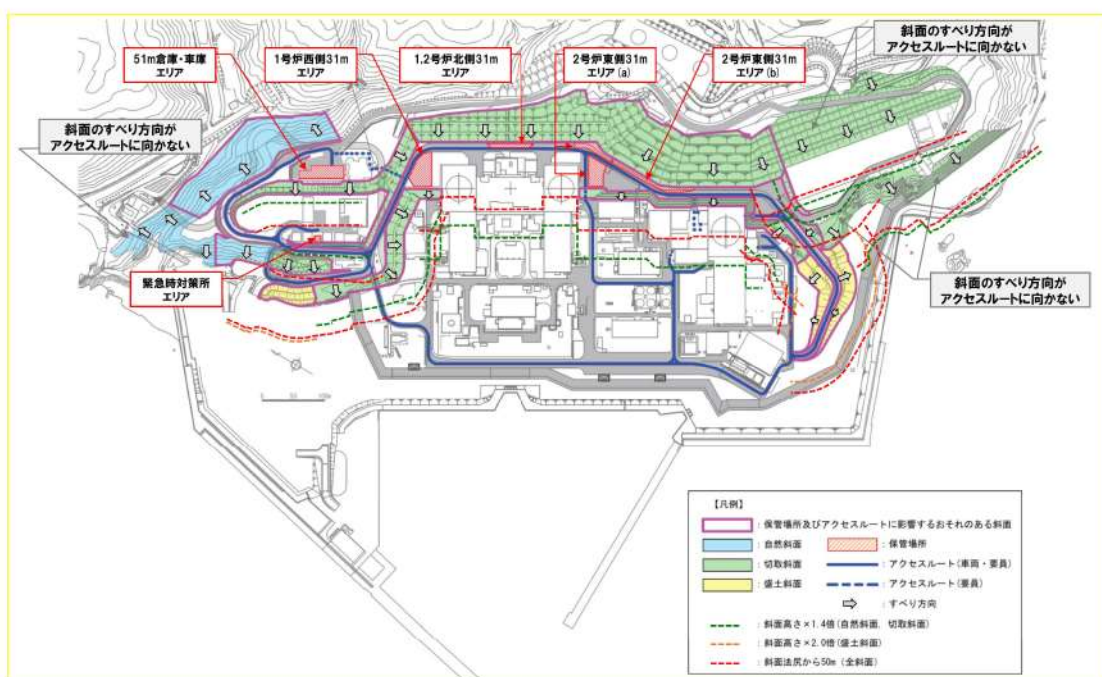 斜面のすべり方向が
アクセスルートに向かない
51m倉庫・車庫
エリア
1号炉西側31m
エリア
1,2号炉北側31m
エリア
2号炉東側31m
エリア(a)
2号炉東側31m
エリア(b)
斜面のすべり方向が
アクセスルートに向かない
緊急時対策所
エリア
斜面のすべり方向が
アクセスルートに向かない
【凡例】
：保管場所及びアクセスルートに影響するおそれのある斜面
：自然斜面
：保管場所
：切取斜面
：アクセスルート(車両・要員)
：盛土斜面
：アクセスルート(要員)
：すべり方向
：斜面高さ×1.4倍(自然斜面、切取斜面)
：斜面高さ×2.0倍(盛土斜面)
：斜面法尻から50m (全斜面)